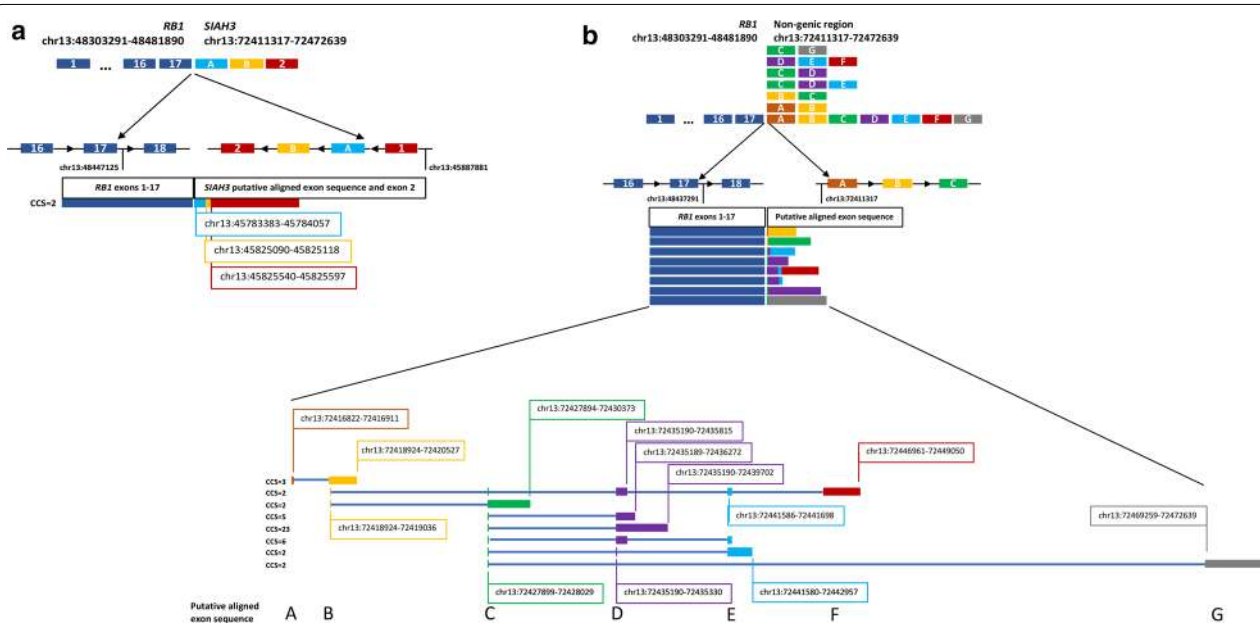 a
RB1 SIAH3
chr13:48303291-48481890 chr13:72411317-72472639
1 ... 16 17 A B 2
16 17 18 2 B A 1
chr13:48447125 chr13:45887881
RB1 exons 1-17 SIAH3 putative aligned exon sequence and exon 2
CCS=2
chr13:45783383-45784057
chr13:45825090-45825118
chr13:45825540-45825597
b
RB1 Non-genic region
chr13:48303291-48481890 chr13:72411317-72472639
C G
D E F
C D
C D E
B C
A B
1 ... 16 17 A B C D E F G
16 17 18 A B C
chr13:48437291 chr13:72411317
RB1 exons 1-17 Putative aligned exon sequence
chr13:72427894-72430373
chr13:72416822-72416911
chr13:72435190-72435815
chr13:72418924-72420527
chr13:72435189-72436272
chr13:72446961-72449050
chr13:72435190-72439702
CCS=3
CCS=2
CCS=2
CCS=5
CCS=23
CCS=6
CCS=2
CCS=2
chr13:72418924-72419036
chr13:72441586-72441698
chr13:72469259-72472639
chr13:72427899-72428029
chr13:72435190-72435330
chr13:72441580-72442957
Putative aligned
exon sequence
A B C D E F G